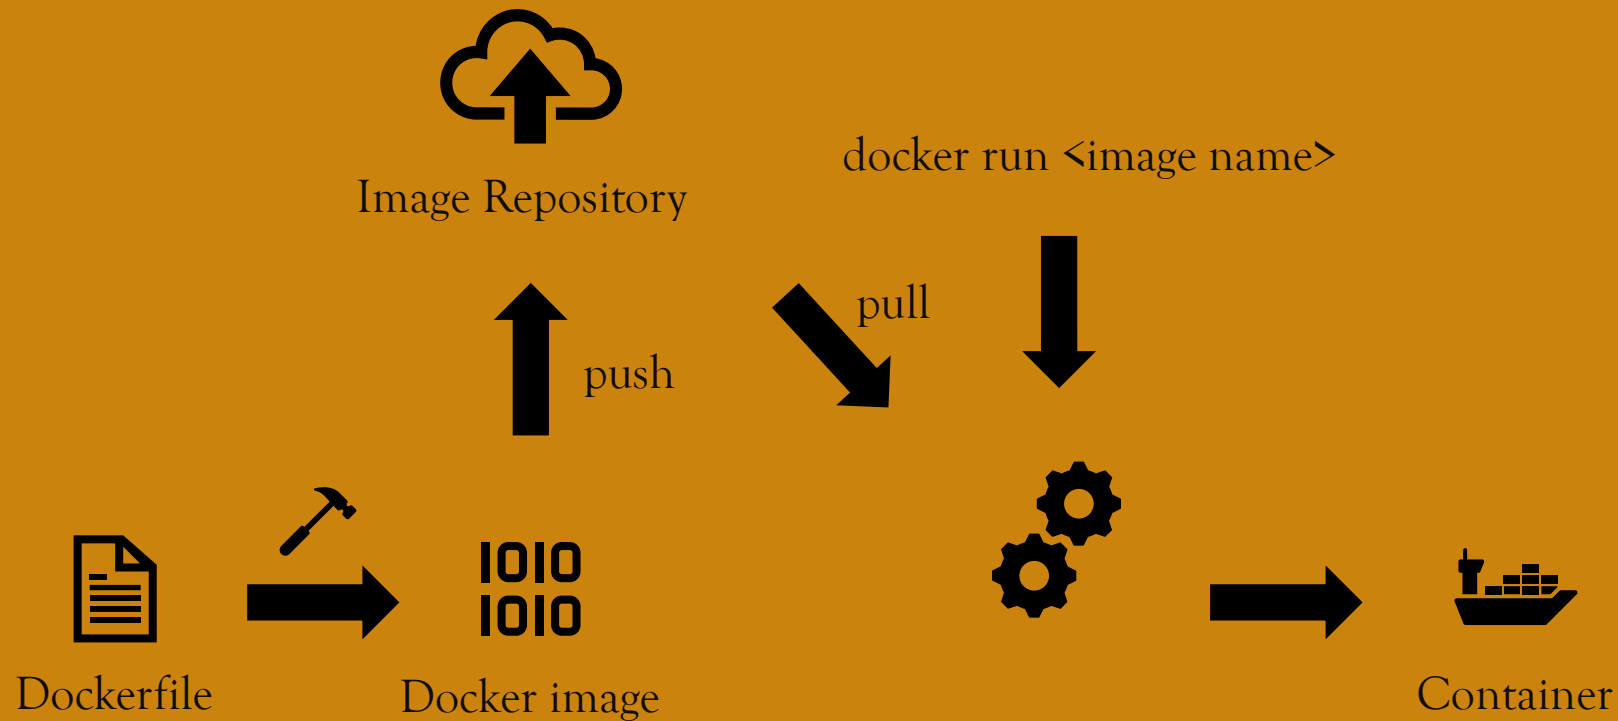 Image Repository
docker run <image name>
pull
push
1010
1010
Dockerfile
Docker image
Container